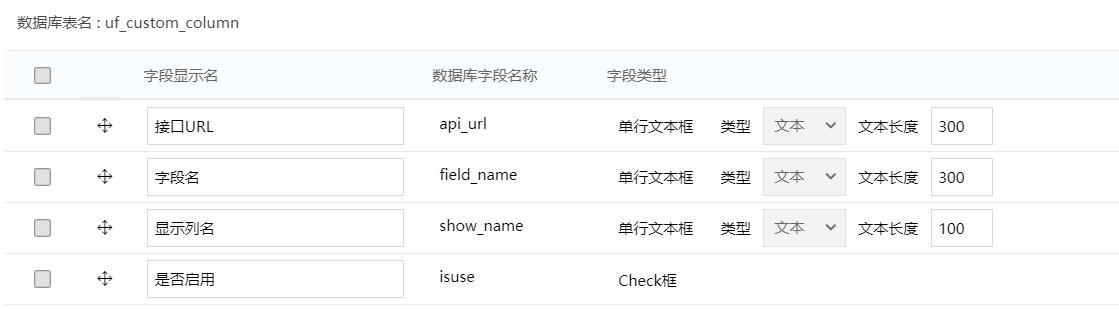 数据库表名 : uf_custom_column
字段显示名 数据库字段名称 字段类型
接口URL api_url 单行文本框 类型 文本 文本长度 300
字段名 field_name 单行文本框 类型 文本 文本长度 300
显示列名 show_name 单行文本框 类型 文本 文本长度 100
是否启用 isuse Check框